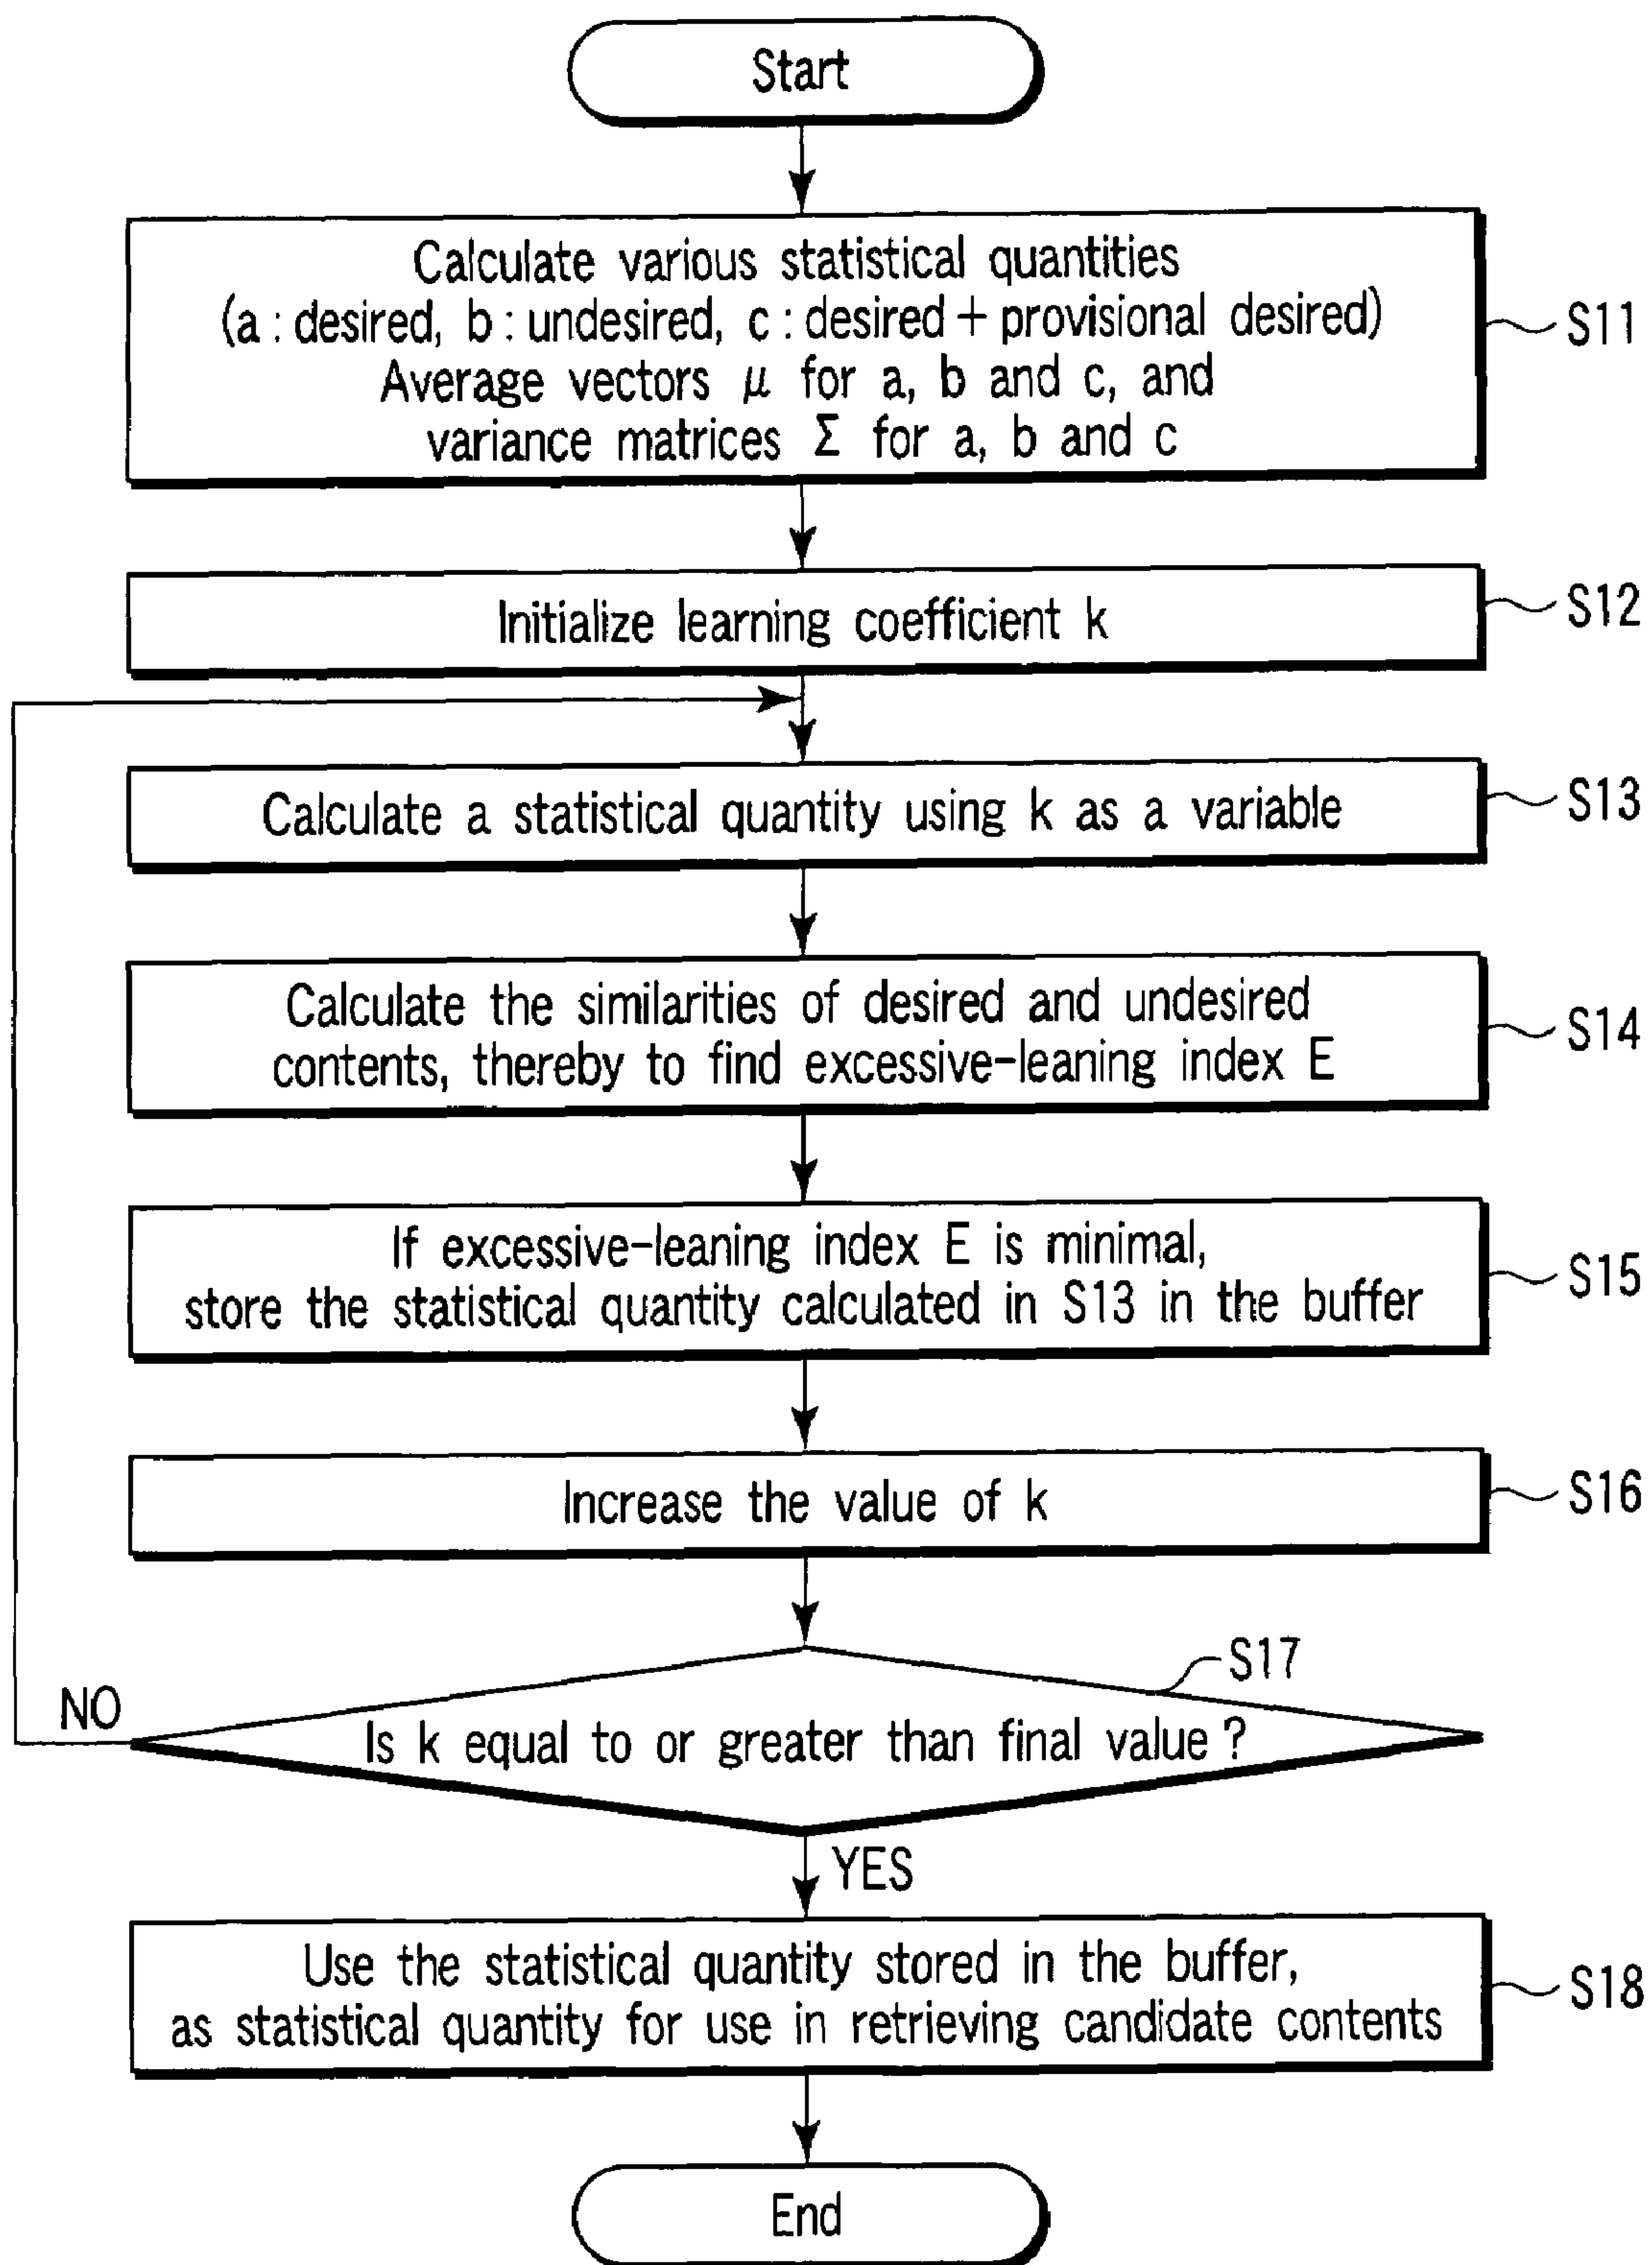 Start
Calculate various statistical quantities
(a : desired, b : undesired, c : desired + provisional desired)
Average vectors μ for a, b and c, and
variance matrices Σ for a, b and c
S11
Initialize learning coefficient k
S12
Calculate a statistical quantity using k as a variable
S13
Calculate the similarities of desired and undesired
contents, thereby to find excessive-leaning index E
S14
If excessive-leaning index E is minimal,
store the statistical quantity calculated in S13 in the buffer
S15
Increase the value of k
S16
S17
NO
Is k equal to or greater than final value ?
YES
Use the statistical quantity stored in the buffer,
as statistical quantity for use in retrieving candidate contents
S18
End